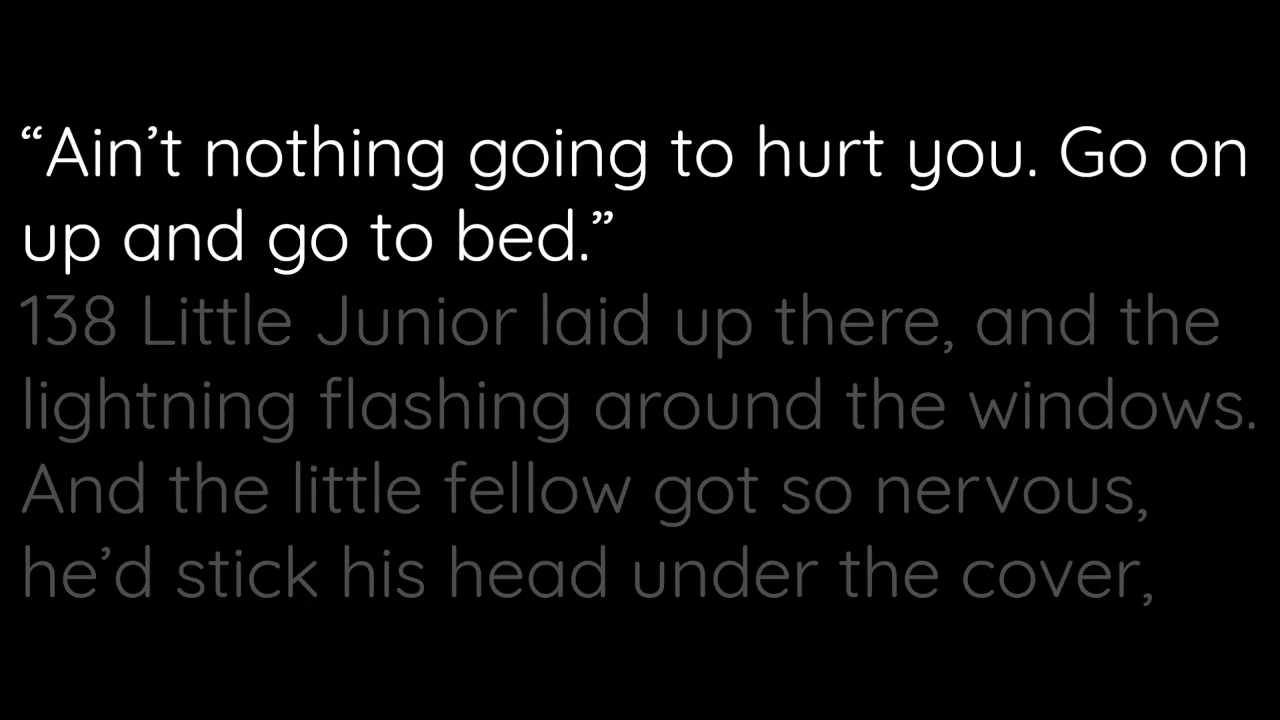 “Ain’t nothing going to hurt you. Go on
up and go to bed.”
138 Little Junior laid up there, and the
lightning flashing around the windows.
And the little fellow got so nervous,
he’d stick his head under the cover,